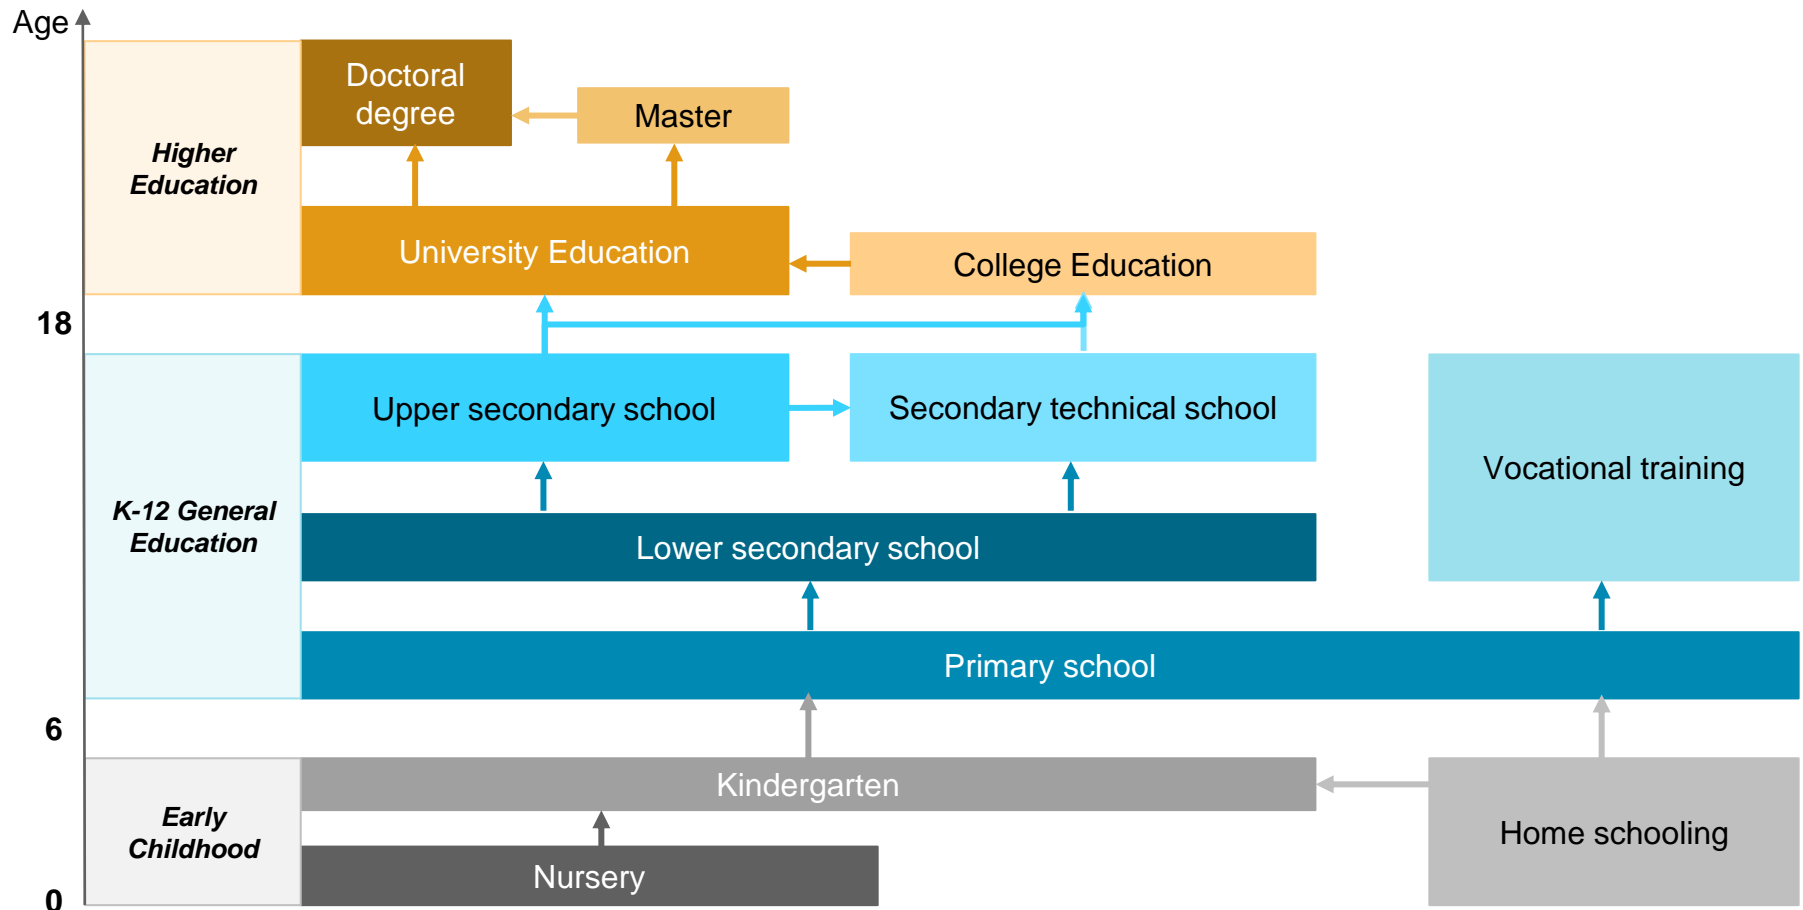 Age
Doctoral
degree
Master
Higher
Education
University Education
College Education
18
Upper secondary school
Secondary technical school
Vocational training
K-12 General
Education
Lower secondary school
Primary school
6
Kindergarten
Early
Childhood
Home schooling
Nursery
0